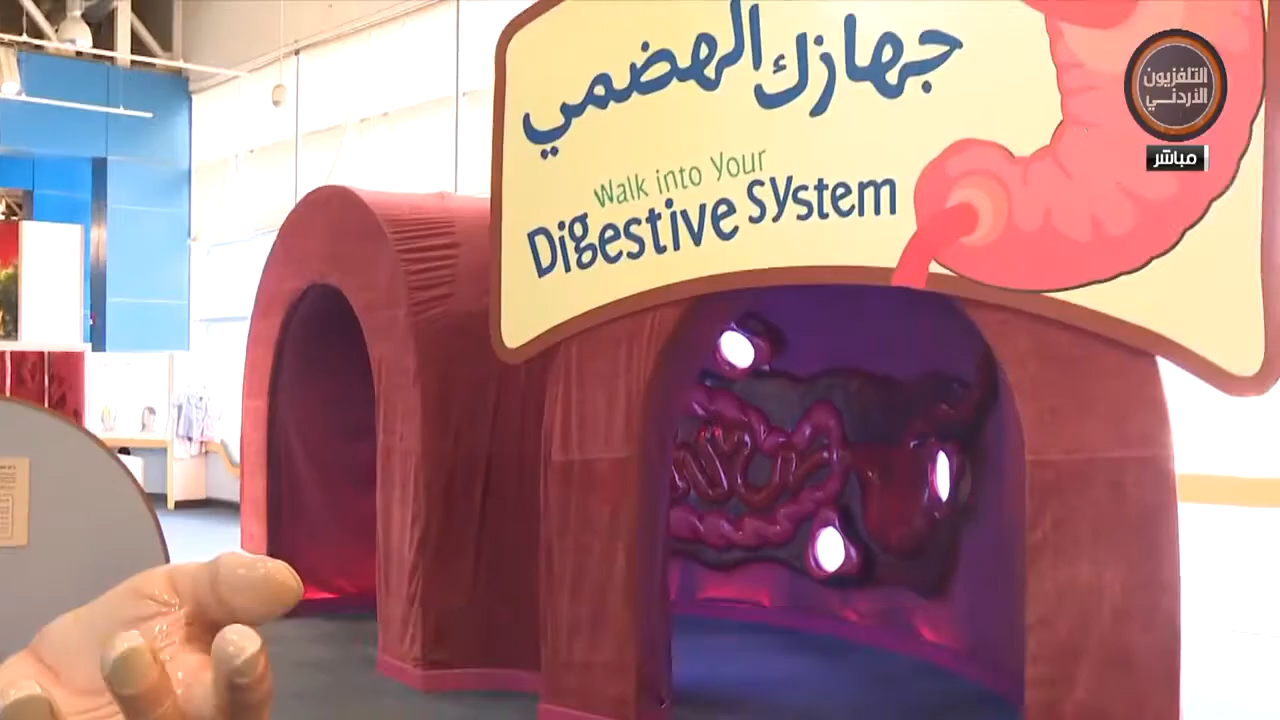 جهازك الهضمي
Walk into Your
Digestive System
التلفزيون
الأردني
مباشر